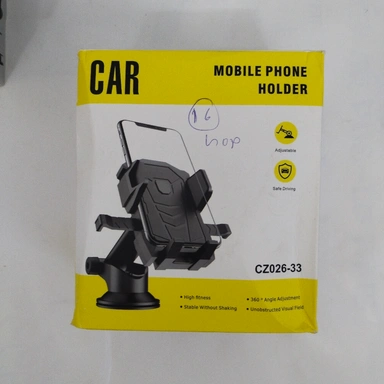 CAR
MOBILE PHONE
HOLDER
16
Adjustable
Safe Driving
CZ026-33
• High fitness
• Stable Without Shaking
• 360° Angle Adjustment
• Unobstructed Visual Field